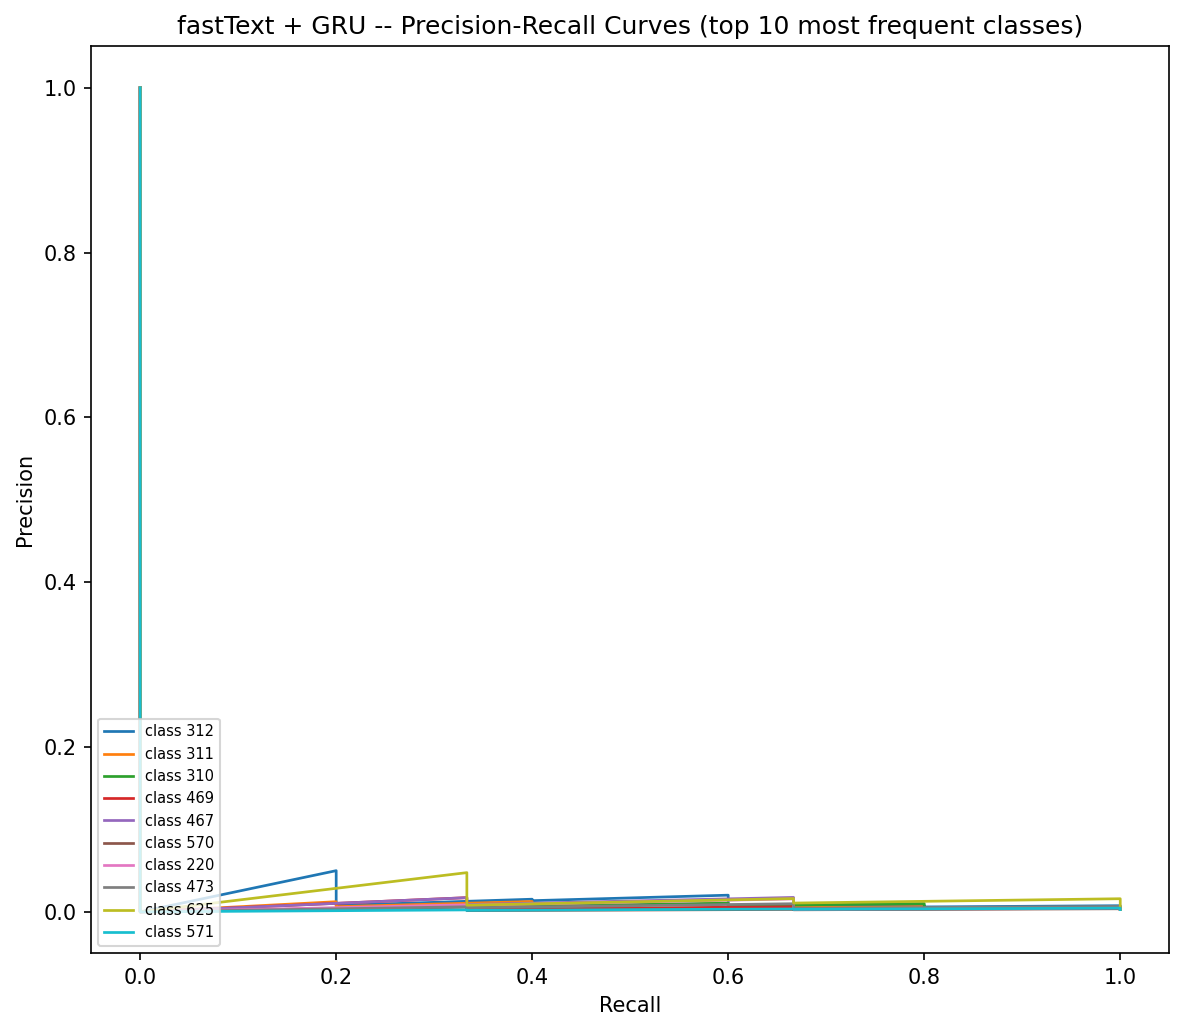 fastText + GRU -- Precision-Recall Curves (top 10 most frequent classes)
Precision
1.0
0.8
0.6
0.4
0.2
0.0
class 312
class 311
class 310
class 469
class 467
class 570
class 220
class 473
class 625
class 571
0.0 0.2 0.4 0.6 0.8 1.0
Recall